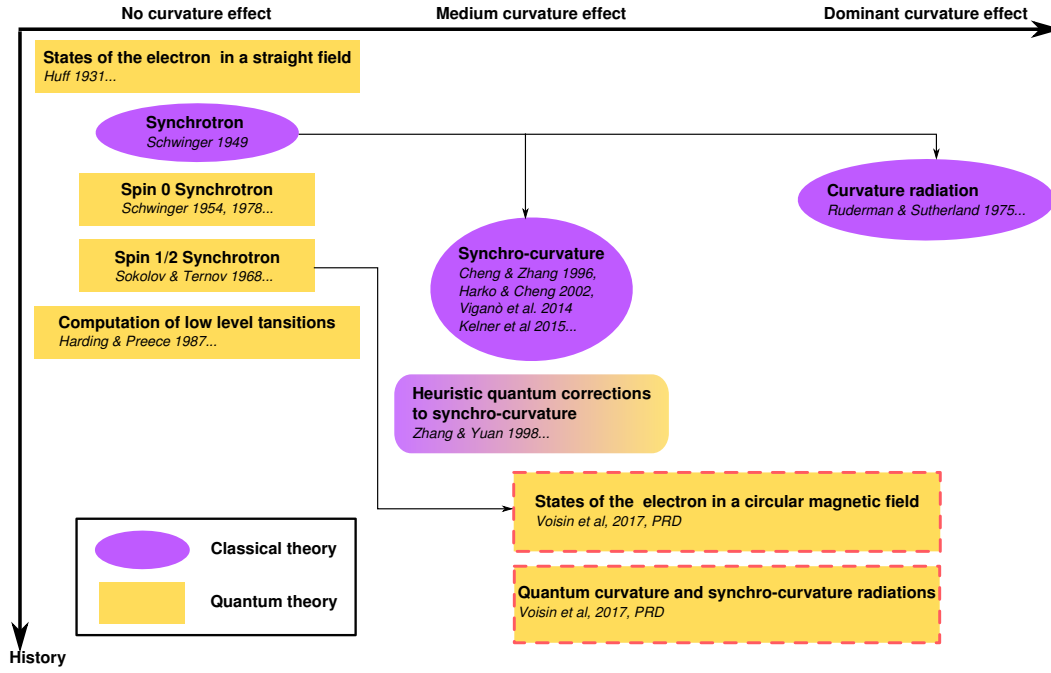 No curvature effect
Medium curvature effect
Dominant curvature effect
States of the electron  in a straight field
Huff 1931...
Synchrotron
Schwinger 1949
Spin 0 Synchrotron
Schwinger 1954, 1978...
Curvature radiation
Ruderman & Sutherland 1975...
Spin 1/2 Synchrotron
Sokolov & Ternov 1968...
Synchro-curvature
Cheng & Zhang 1996,
Harko & Cheng 2002,
Viganò et al. 2014
Kelner et al 2015...
Computation of low level tansitions
Harding & Preece 1987...
Heuristic quantum corrections
to synchro-curvature
Zhang & Yuan 1998...
States of the  electron in a circular magnetic field
Voisin et al, 2017, PRD
Quantum curvature and synchro-curvature radiations
Voisin et al, 2017, PRD
Classical theory
Quantum theory
History